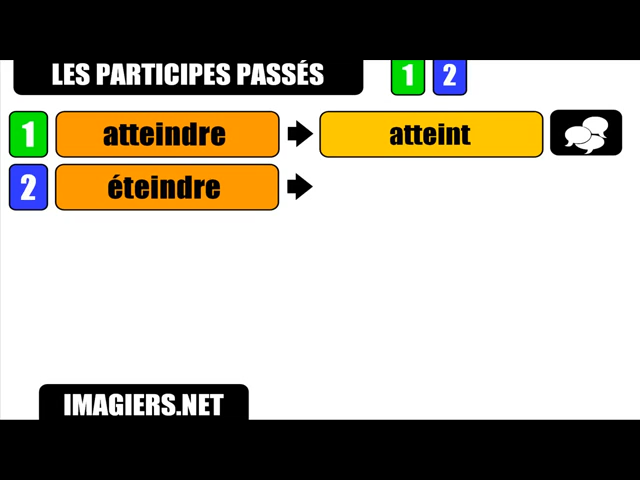 LES PARTICIPES PASSÉS 1 2
1 atteindre atteint
2 éteindre
IMAGIERS.NET